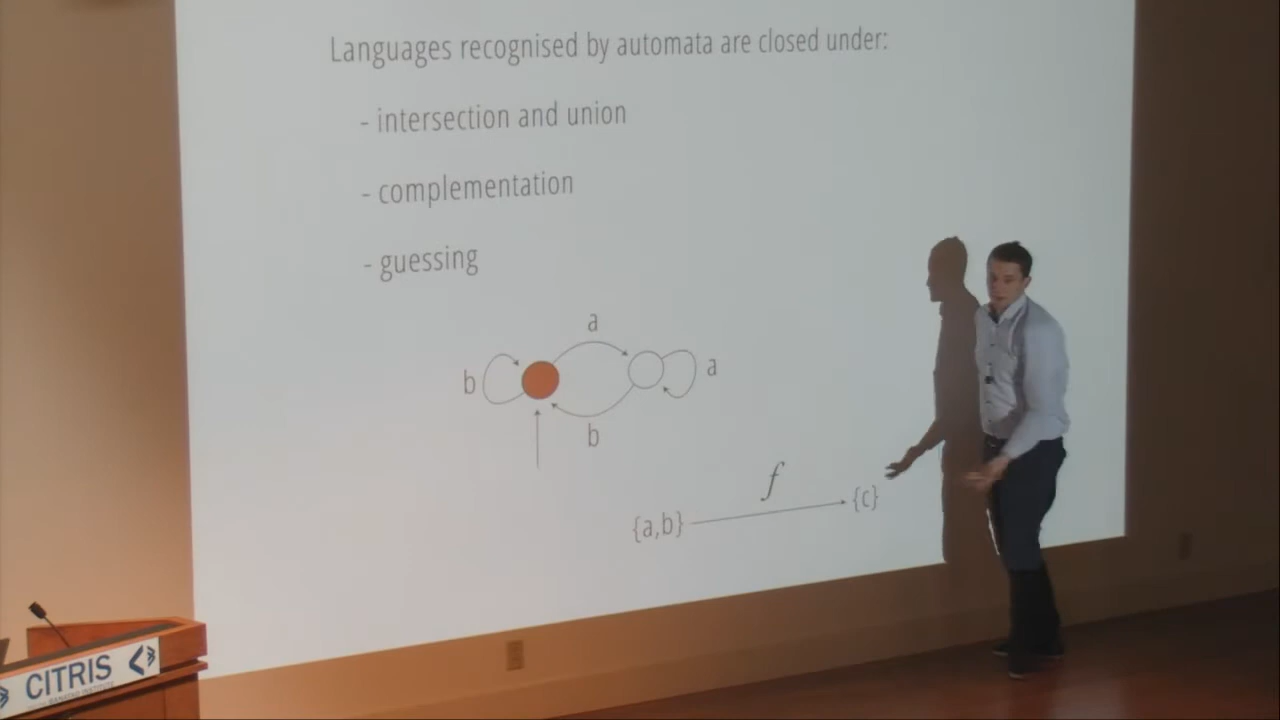 Languages recognised by automata are closed under:
- intersection and union
- complementation
- guessing
a
b
a
b
f
{a,b}
{c}
CITRIS